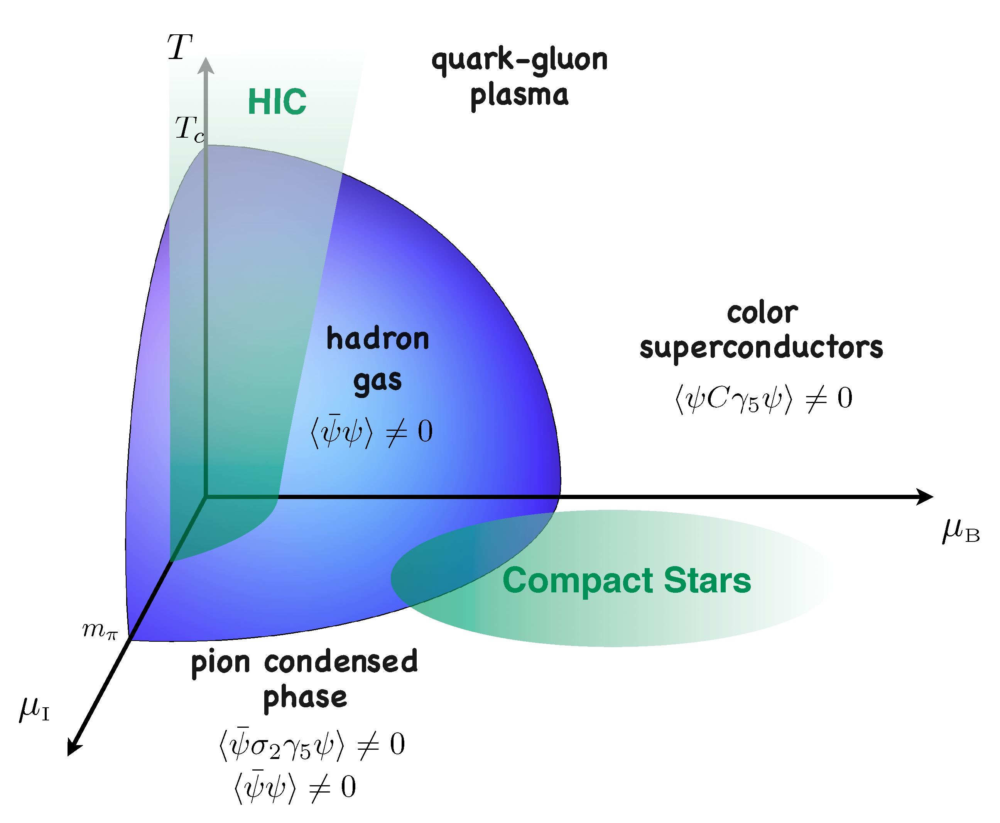 T
quark-gluon
plasma
HIC
T_c
hadron
gas
⟨ψ̄ψ⟩ ≠ 0
color
superconductors
⟨ψCγ₅ψ⟩ ≠ 0
μ_B
Compact Stars
m_π
pion condensed
phase
μ_I
⟨ψ̄σ₂γ₅ψ⟩ ≠ 0
⟨ψ̄ψ⟩ ≠ 0